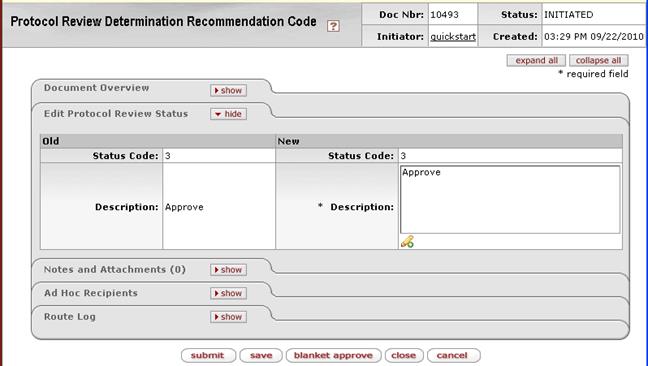 Protocol Review Determination Recommendation Code ?
Doc Nbr: 10493 Status: INITIATED
Initiator: quickstart Created: 03:29 PM 09/22/2010
expand all collapse all
* required field
Document Overview show
Edit Protocol Review Status hide
Old New
Status Code: 3 Status Code: 3
Description: Approve * Description: Approve
Notes and Attachments (0) show
Ad Hoc Recipients show
Route Log show
submit save blanket approve close cancel